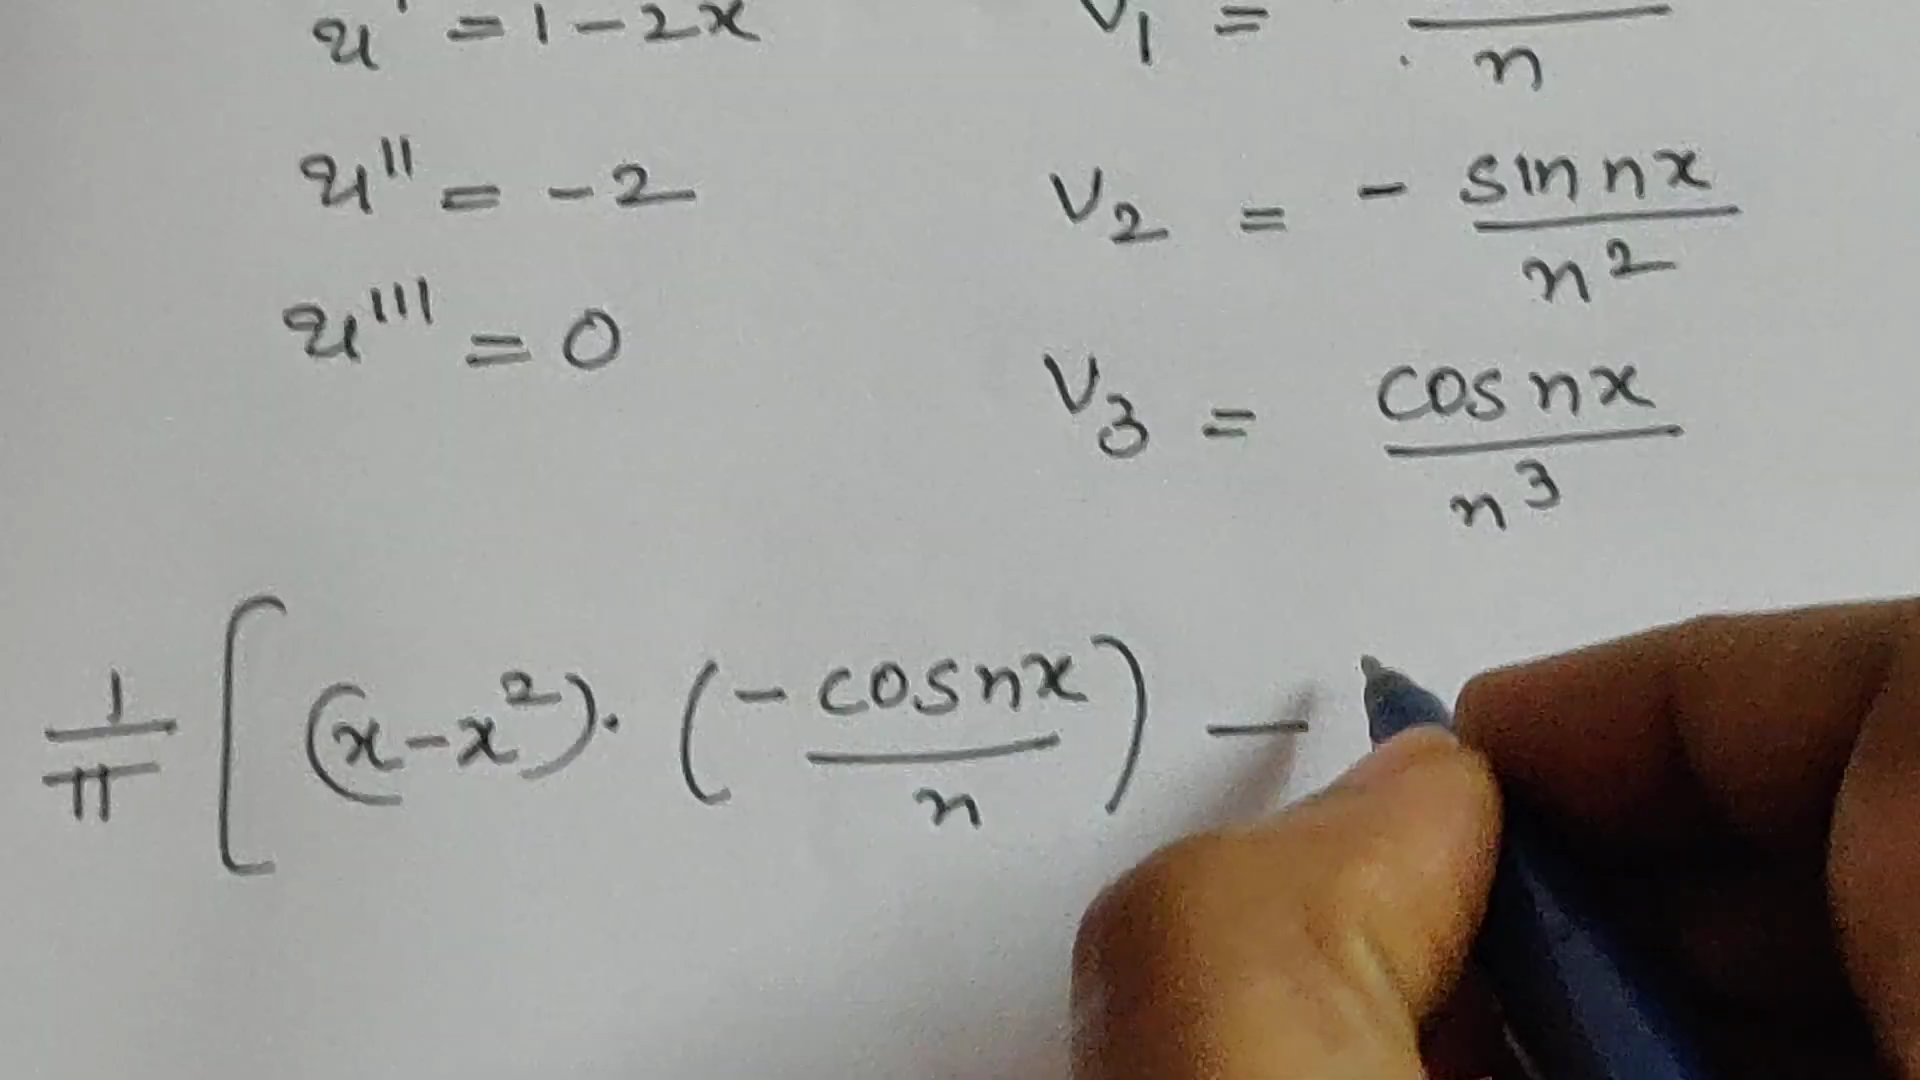 u' = 1 - 2x V₁ = / n
u'' = -2 V₂ = - sin nx / n²
u''' = 0 V₃ = cos nx / n³
1/π [ (x - x²) · ( - cos nx / n ) -